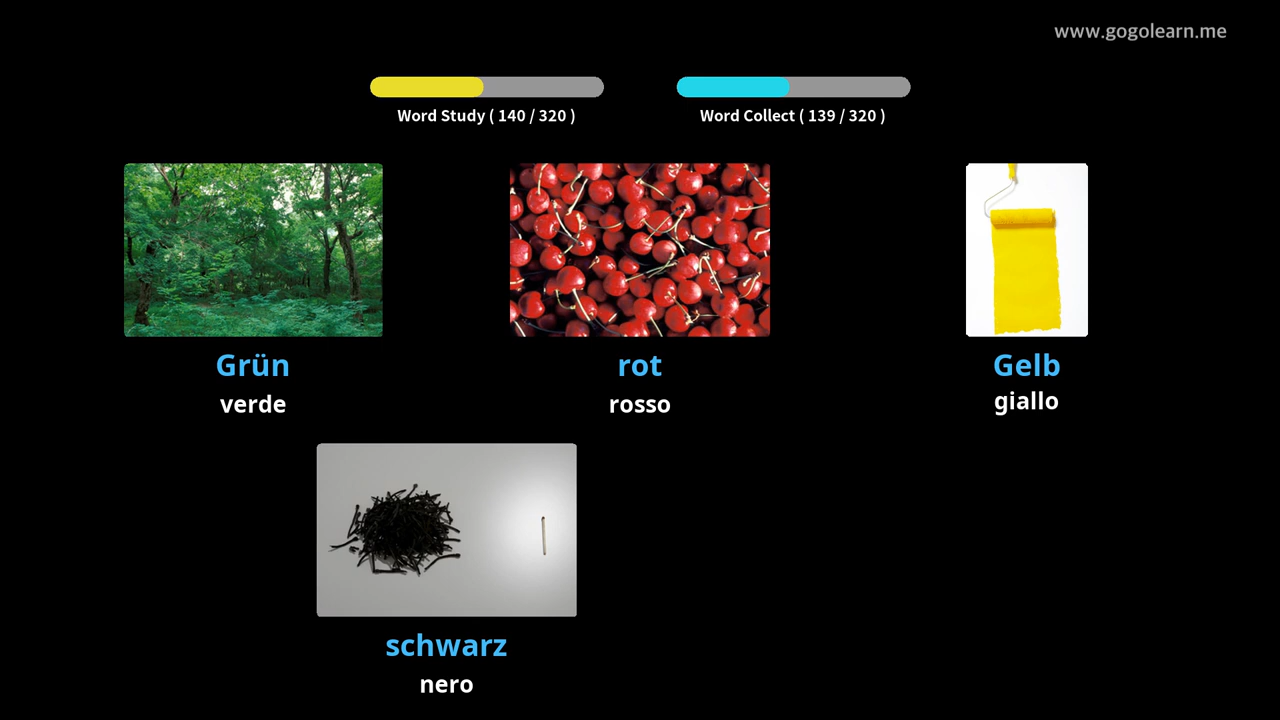 www.gogolearn.me
Word Study ( 140 / 320 )
Word Collect ( 139 / 320 )
Grün
verde
rot
rosso
Gelb
giallo
schwarz
nero